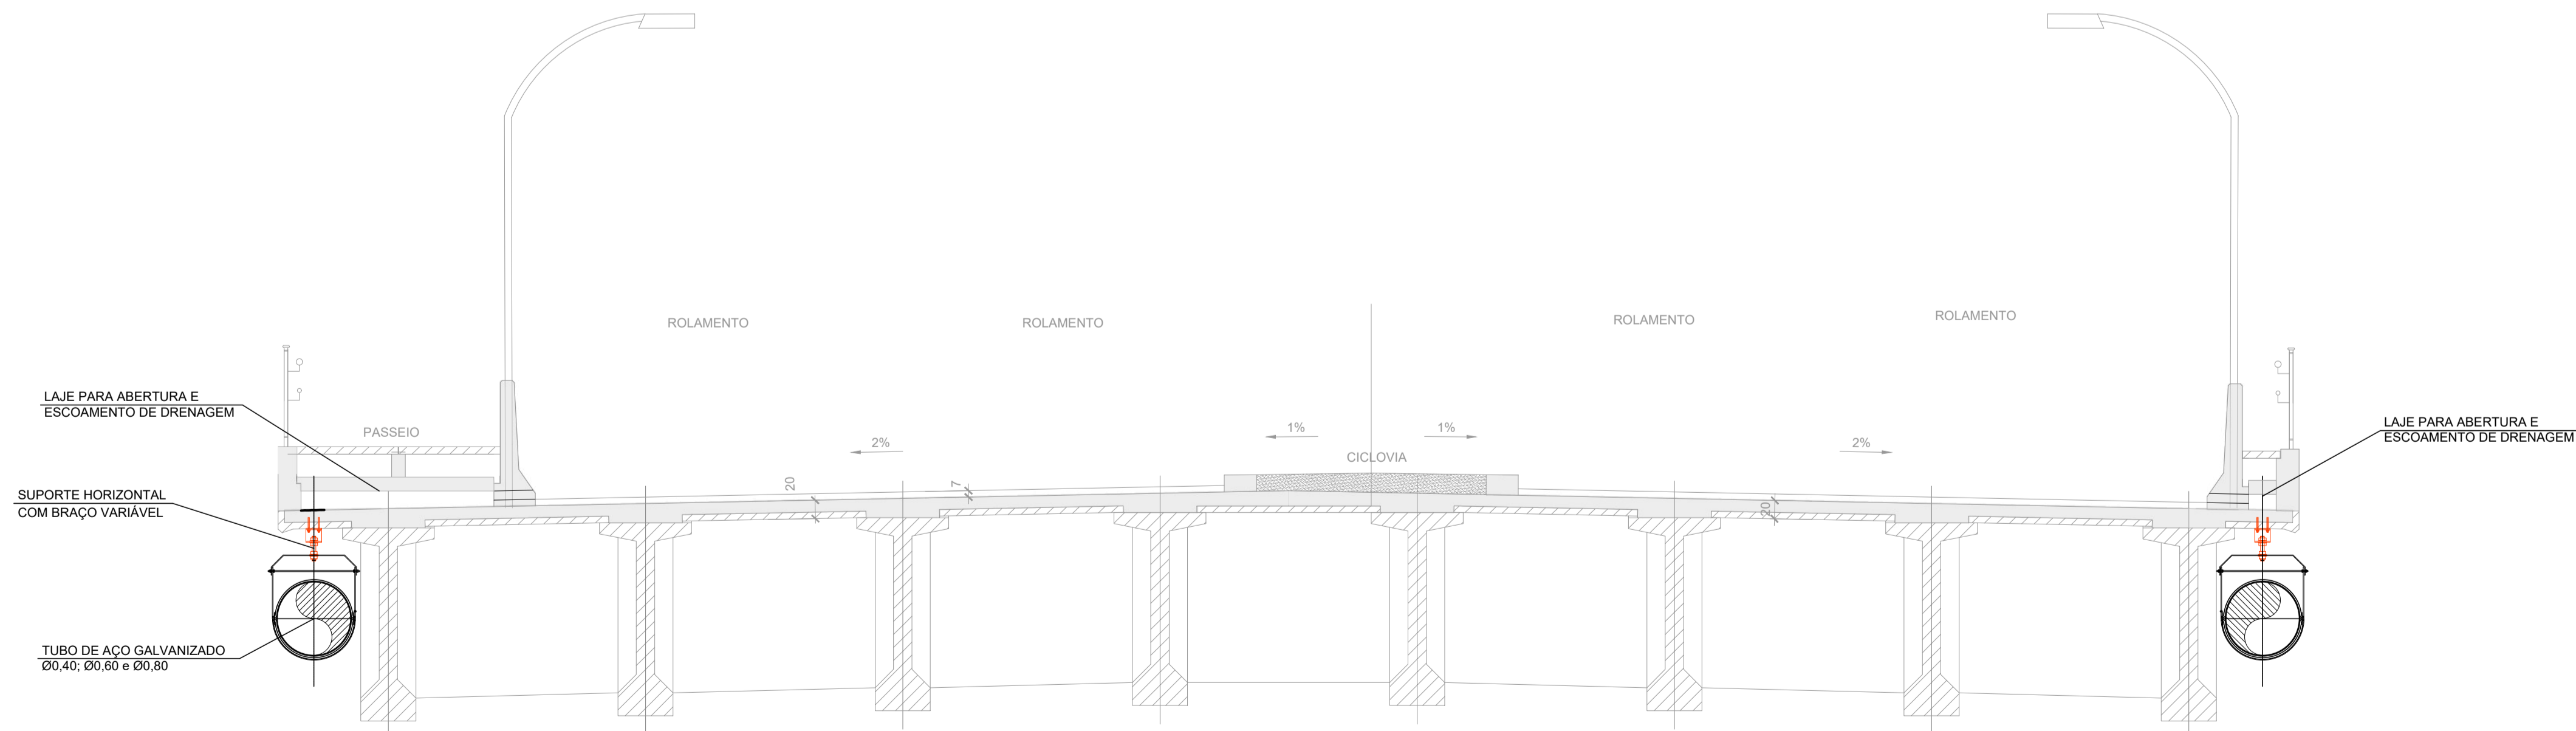 ROLAMENTO
ROLAMENTO
ROLAMENTO
ROLAMENTO
LAJE PARA ABERTURA E
ESCOAMENTO DE DRENAGEM
PASSEIO
2%
1%
1%
2%
CICLOVIA
LAJE PARA ABERTURA E
ESCOAMENTO DE DRENAGEM
SUPORTE HORIZONTAL
COM BRAÇO VARIÁVEL
20
7
20
TUBO DE AÇO GALVANIZADO
Ø0,40; Ø0,60 e Ø0,80